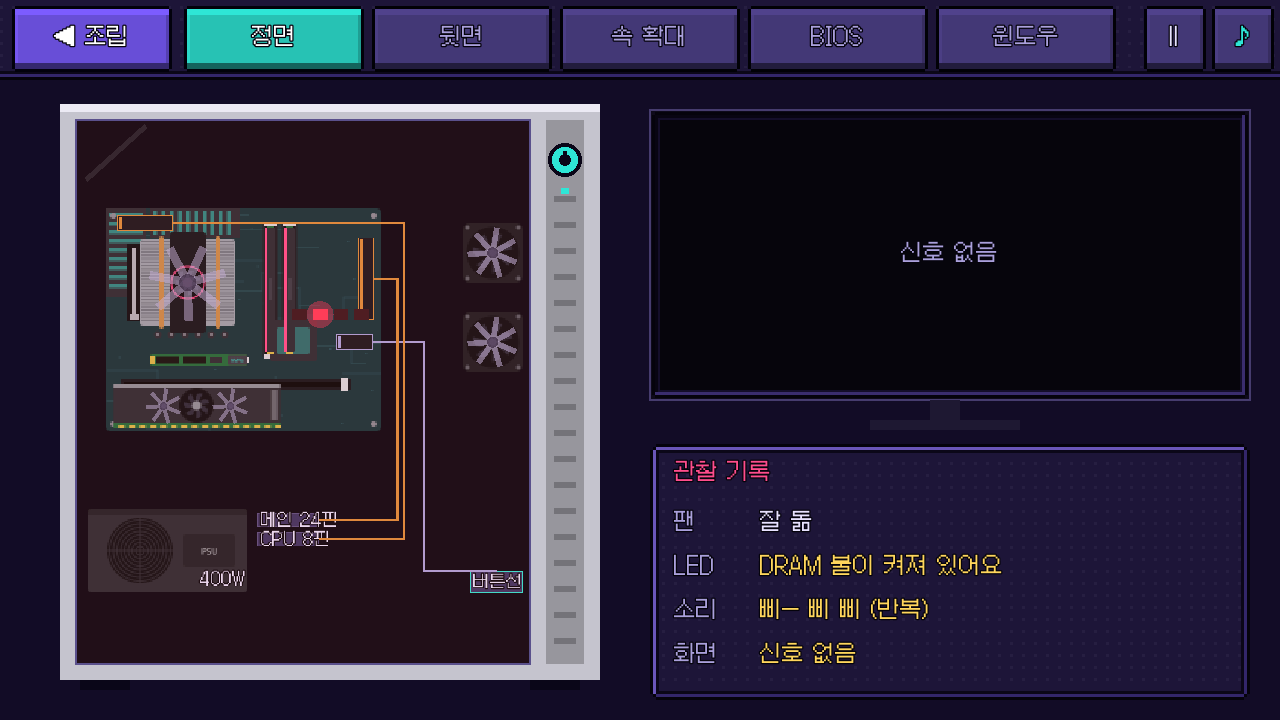 ◀ 조립
정면
뒷면
속 확대
BIOS
윈도우
신호 없음
메인 24핀
CPU 8핀
PSU
400W
버튼선
관찰 기록
팬 잘 돎
LED DRAM 불이 켜져 있어요
소리 삐— 삐 삐 (반복)
화면 신호 없음